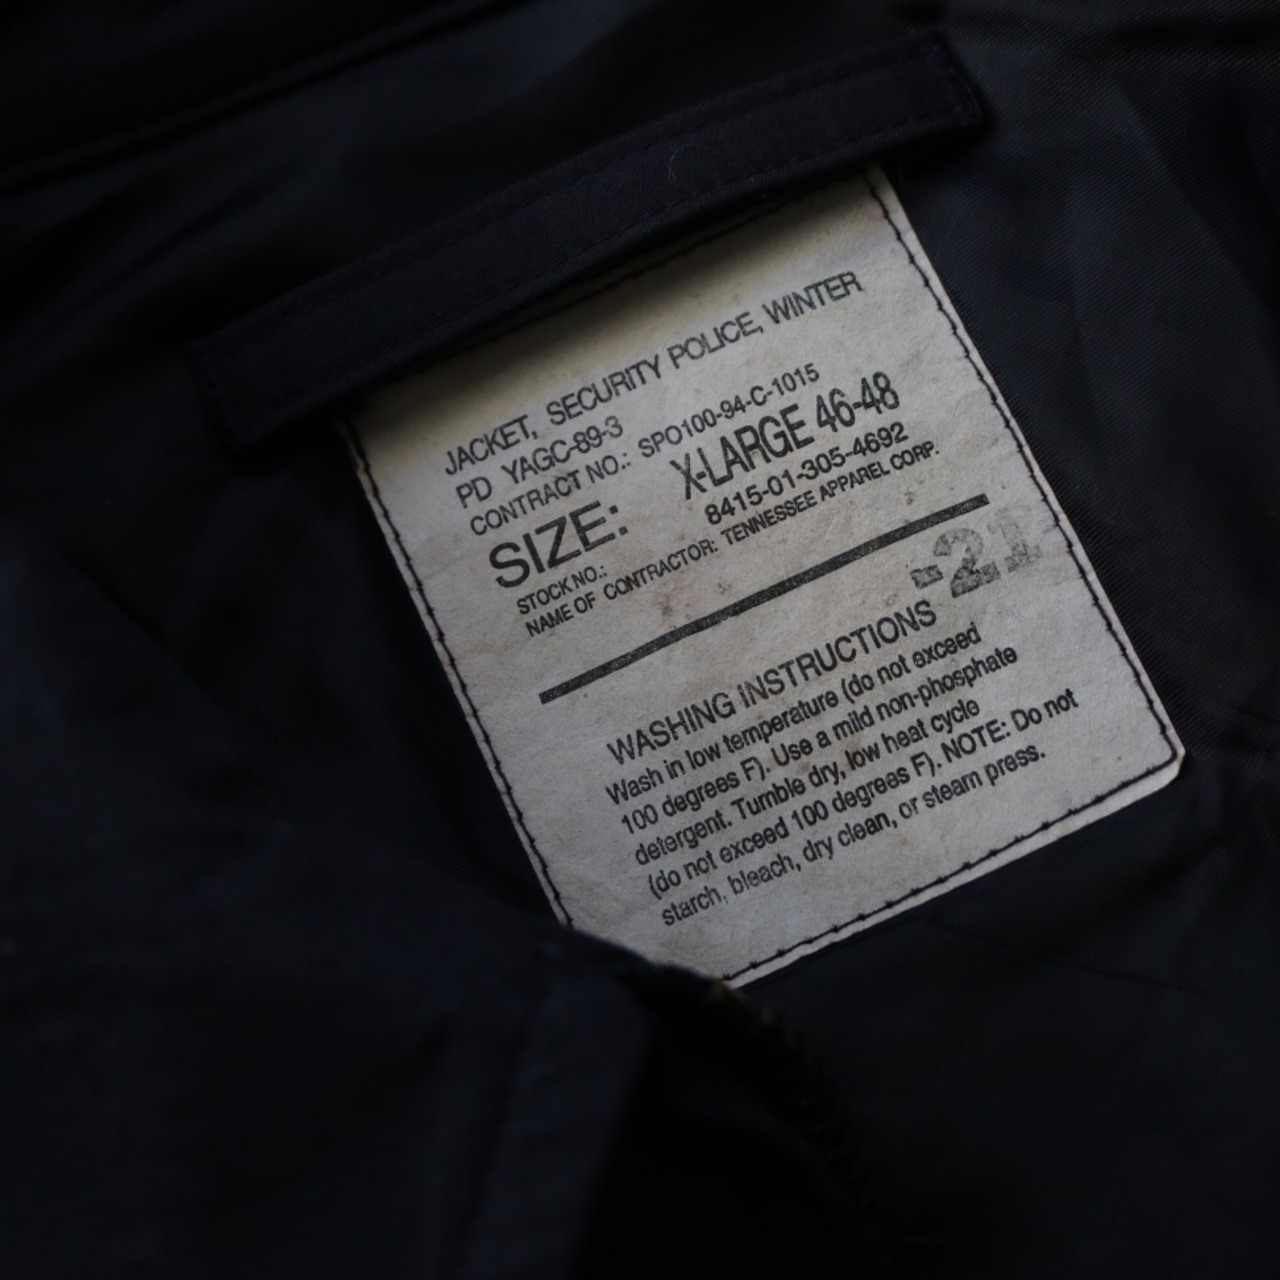 JACKET, SECURITY POLICE, WINTER
PD YAGC-89-3
CONTRACT NO.: SPO100-94-C-1015
SIZE: X-LARGE 46-48
STOCK NO.: 8415-01-305-4692
NAME OF CONTRACTOR: TENNESSEE APPAREL CORP.
-21
WASHING INSTRUCTIONS
Wash in low temperature (do not exceed
100 degrees F). Use a mild non-phosphate
detergent. Tumble dry, low heat cycle
(do not exceed 100 degrees F). NOTE: Do not
starch, bleach, dry clean, or steam press.